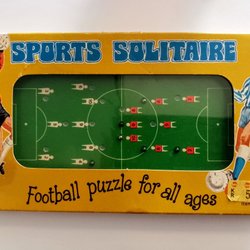 SPORTS SOLITAIRE
Football puzzle for all ages